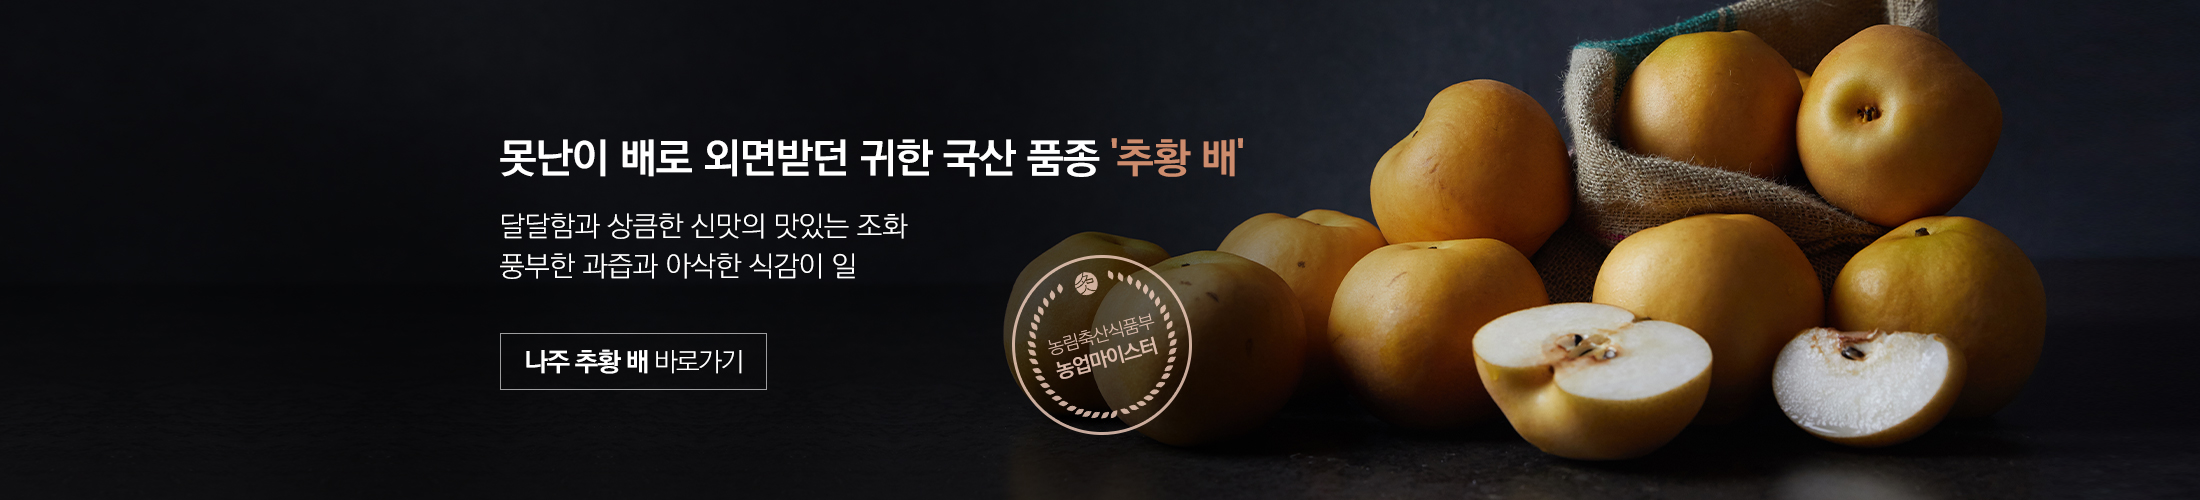 못난이 배로 외면받던 귀한 국산 품종 '추황 배'
달달함과 상큼한 신맛의 맛있는 조화
풍부한 과즙과 아삭한 식감이 일
나주 추황 배 바로가기
농림축산식품부
농업마이스터